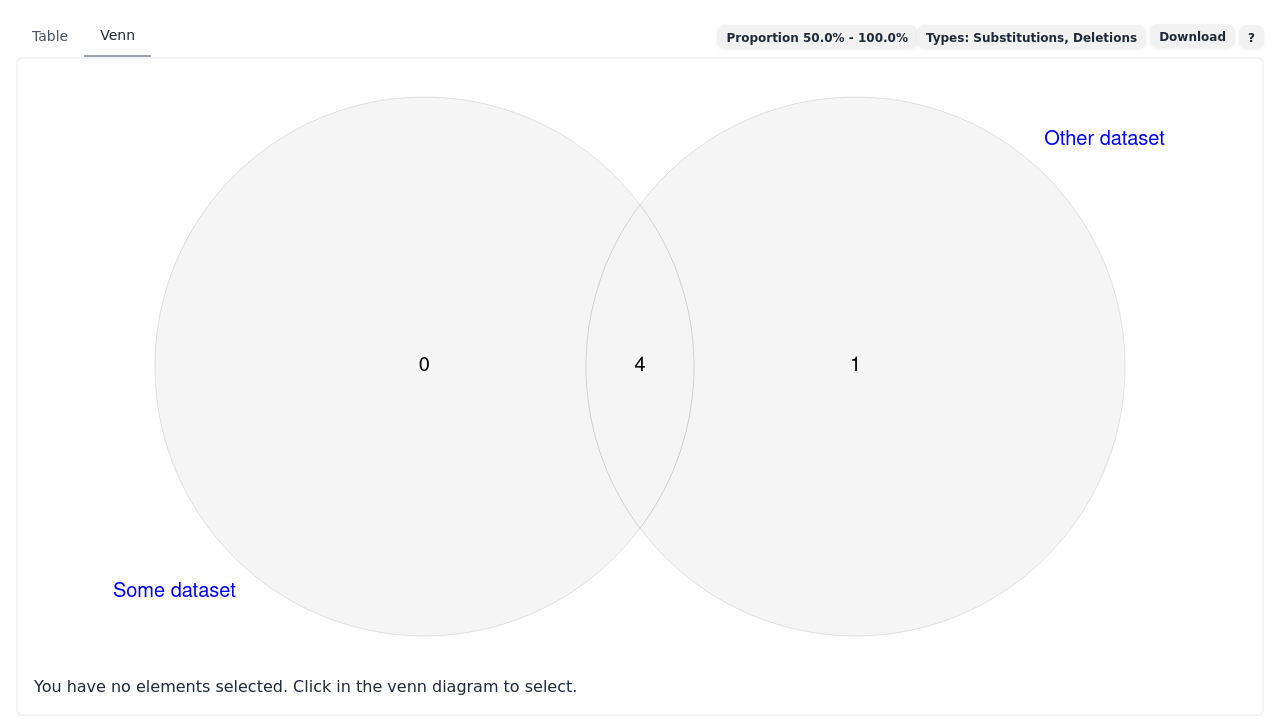 Table
Venn
Proportion 50.0% - 100.0%
Types: Substitutions, Deletions
Download
?
Other dataset
0
4
1
Some dataset
You have no elements selected. Click in the venn diagram to select.